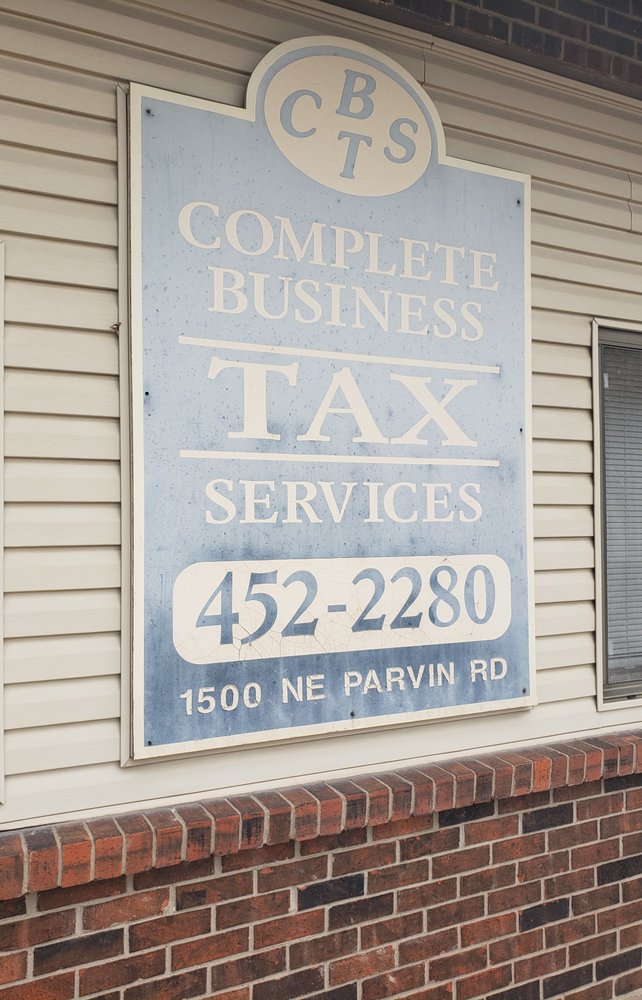 CBTS
COMPLETE
BUSINESS
TAX
SERVICES
452-2280
1500 NE PARVIN RD